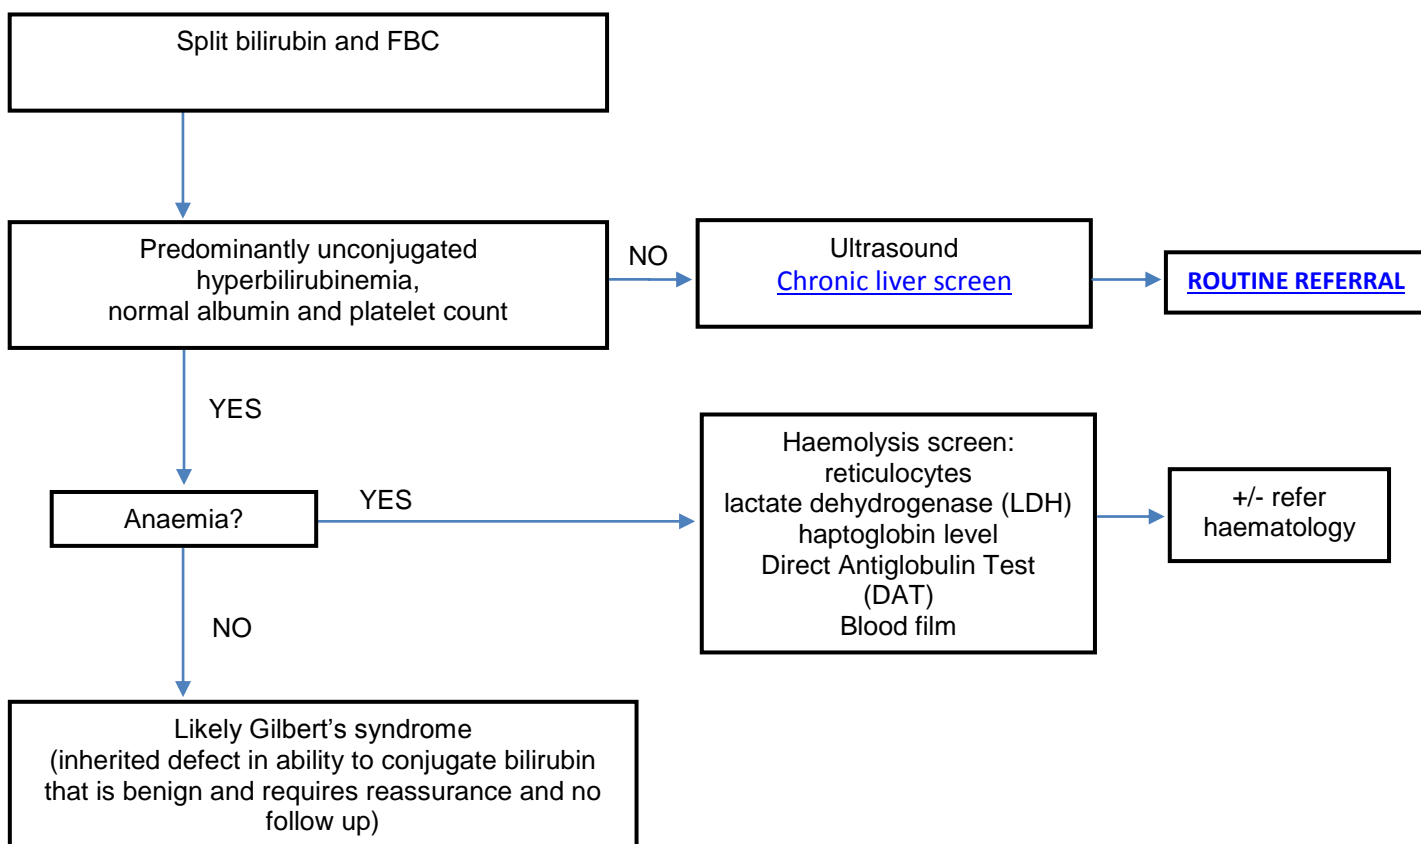 Split bilirubin and FBC
Predominantly unconjugated
hyperbilirubinemia,
normal albumin and platelet count
NO
Ultrasound
Chronic liver screen
ROUTINE REFERRAL
YES
Anaemia?
YES
Haemolysis screen:
reticulocytes
lactate dehydrogenase (LDH)
haptoglobin level
Direct Antiglobulin Test
(DAT)
Blood film
+/- refer
haematology
NO
Likely Gilbert’s syndrome
(inherited defect in ability to conjugate bilirubin
that is benign and requires reassurance and no
follow up)